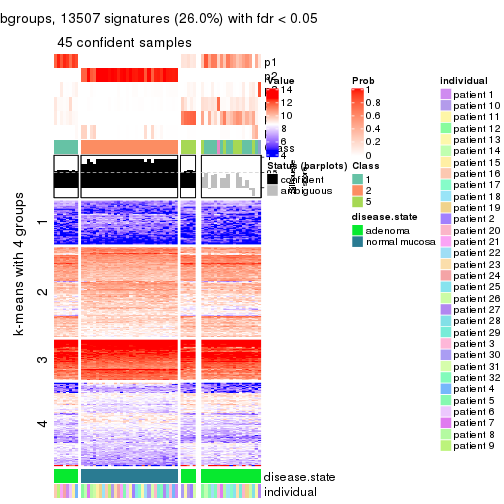 bgroups, 13507 signatures (26.0%) with fdr < 0.05
45 confident samples
p1
p2
Value
14
12
10
8
6
4
Prob
1
0.8
0.6
0.4
0.2
0
Status (barplots)
confident
ambiguous
Class
1
2
5
disease.state
adenoma
normal mucosa
individual
patient 1
patient 10
patient 11
patient 12
patient 13
patient 14
patient 15
patient 16
patient 17
patient 18
patient 19
patient 2
patient 20
patient 21
patient 22
patient 23
patient 24
patient 25
patient 26
patient 27
patient 28
patient 29
patient 3
patient 30
patient 31
patient 32
patient 4
patient 5
patient 6
patient 7
patient 8
patient 9
k-means with 4 groups
1
2
3
4
disease.state
individual